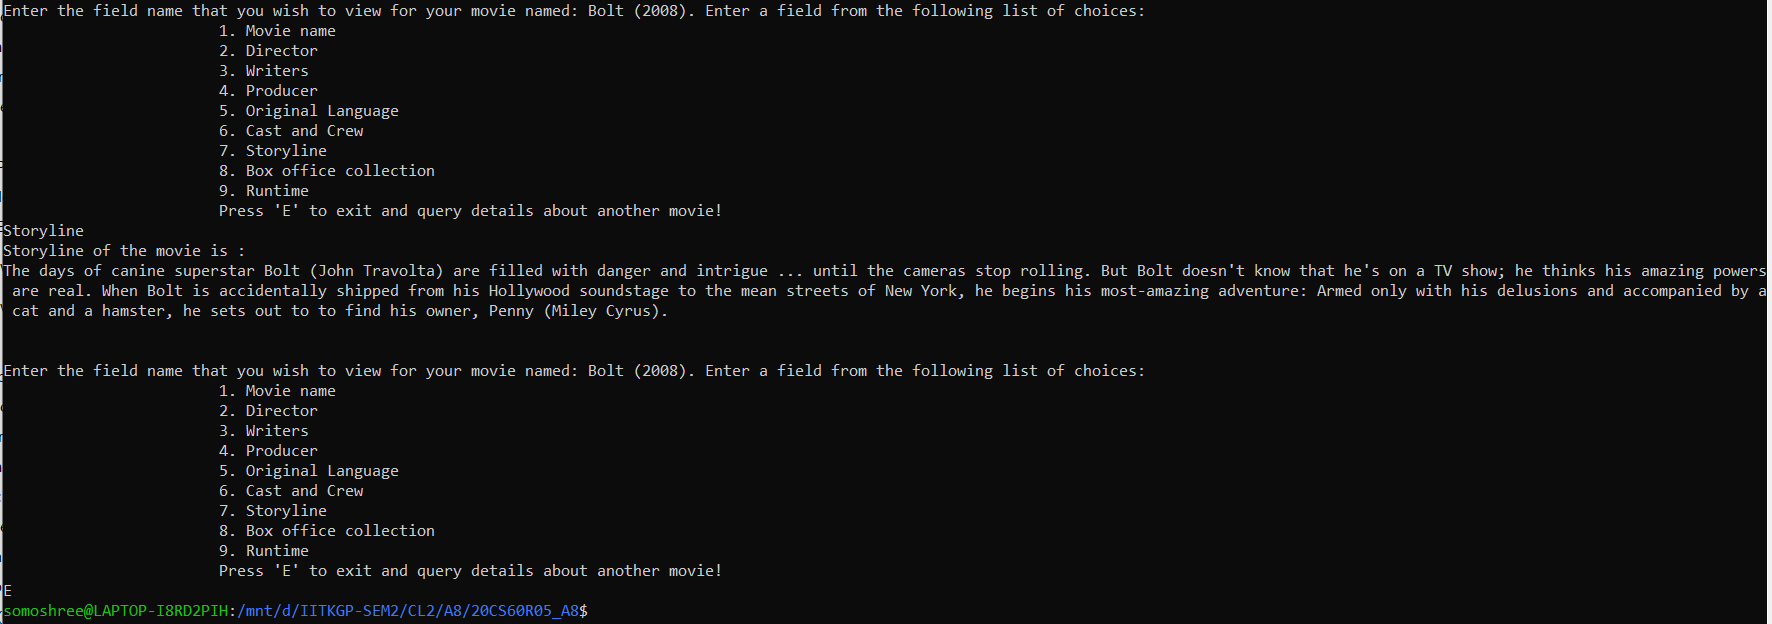 Enter the field name that you wish to view for your movie named: Bolt (2008). Enter a field from the following list of choices:
1. Movie name
2. Director
3. Writers
4. Producer
5. Original Language
6. Cast and Crew
7. Storyline
8. Box office collection
9. Runtime
Press 'E' to exit and query details about another movie!
Storyline
Storyline of the movie is :
The days of canine superstar Bolt (John Travolta) are filled with danger and intrigue ... until the cameras stop rolling. But Bolt doesn't know that he's on a TV show; he thinks his amazing powers
are real. When Bolt is accidentally shipped from his Hollywood soundstage to the mean streets of New York, he begins his most-amazing adventure: Armed only with his delusions and accompanied by a
cat and a hamster, he sets out to to find his owner, Penny (Miley Cyrus).
Enter the field name that you wish to view for your movie named: Bolt (2008). Enter a field from the following list of choices:
1. Movie name
2. Director
3. Writers
4. Producer
5. Original Language
6. Cast and Crew
7. Storyline
8. Box office collection
9. Runtime
Press 'E' to exit and query details about another movie!
E
somoshree@LAPTOP-I8RD2PIH:/mnt/d/IITKGP-SEM2/CL2/A8/20CS60R05_A8$